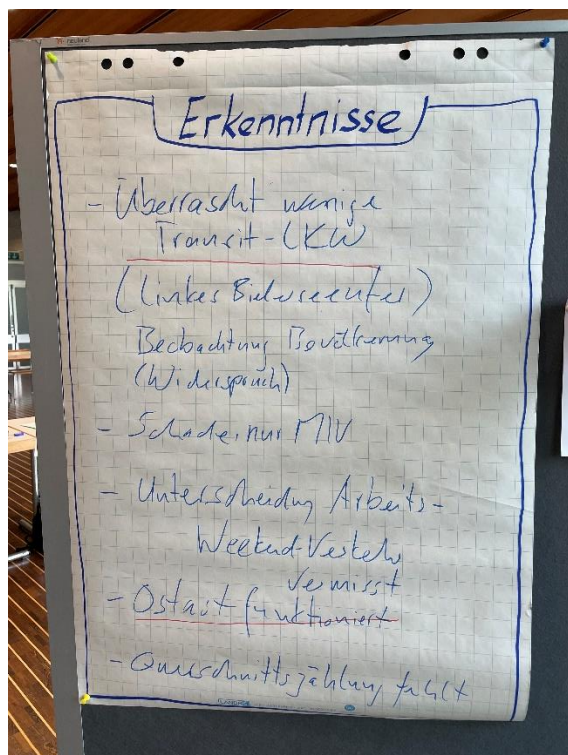 Erkenntnisse
- Überrascht wenige
Transit-LKW
(linkes Bielerseeufer)
Beobachtung Bevölkerung
(Widerspruch)
- Schade, nur MIV
- Unterscheidung Arbeits-
Weekend-Verkehr
vermisst
- Ostast funktioniert
- Querschnittszählung fehlt